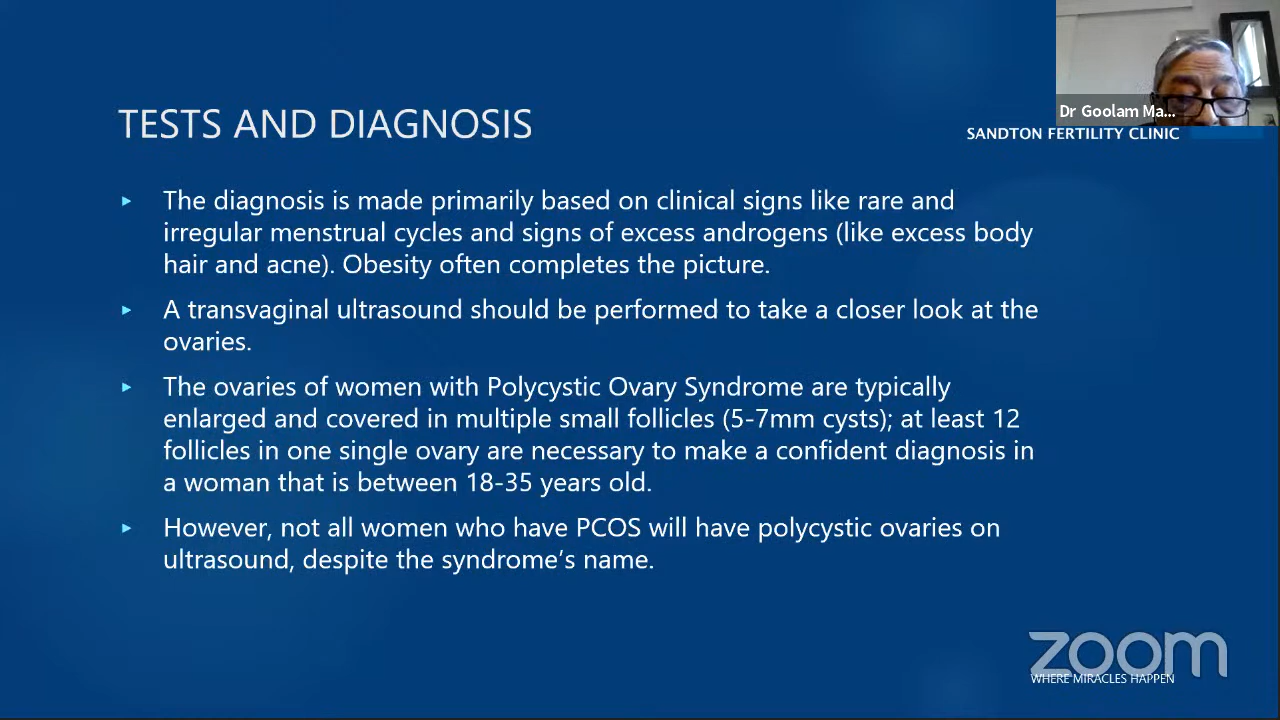 Dr Goolam Ma...
TESTS AND DIAGNOSIS
SANDTON FERTILITY CLINIC
The diagnosis is made primarily based on clinical signs like rare and
irregular menstrual cycles and signs of excess androgens (like excess body
hair and acne). Obesity often completes the picture.
A transvaginal ultrasound should be performed to take a closer look at the
ovaries.
The ovaries of women with Polycystic Ovary Syndrome are typically
enlarged and covered in multiple small follicles (5-7mm cysts); at least 12
follicles in one single ovary are necessary to make a confident diagnosis in
a woman that is between 18-35 years old.
However, not all women who have PCOS will have polycystic ovaries on
ultrasound, despite the syndrome’s name.
zoom
WHERE MIRACLES HAPPEN